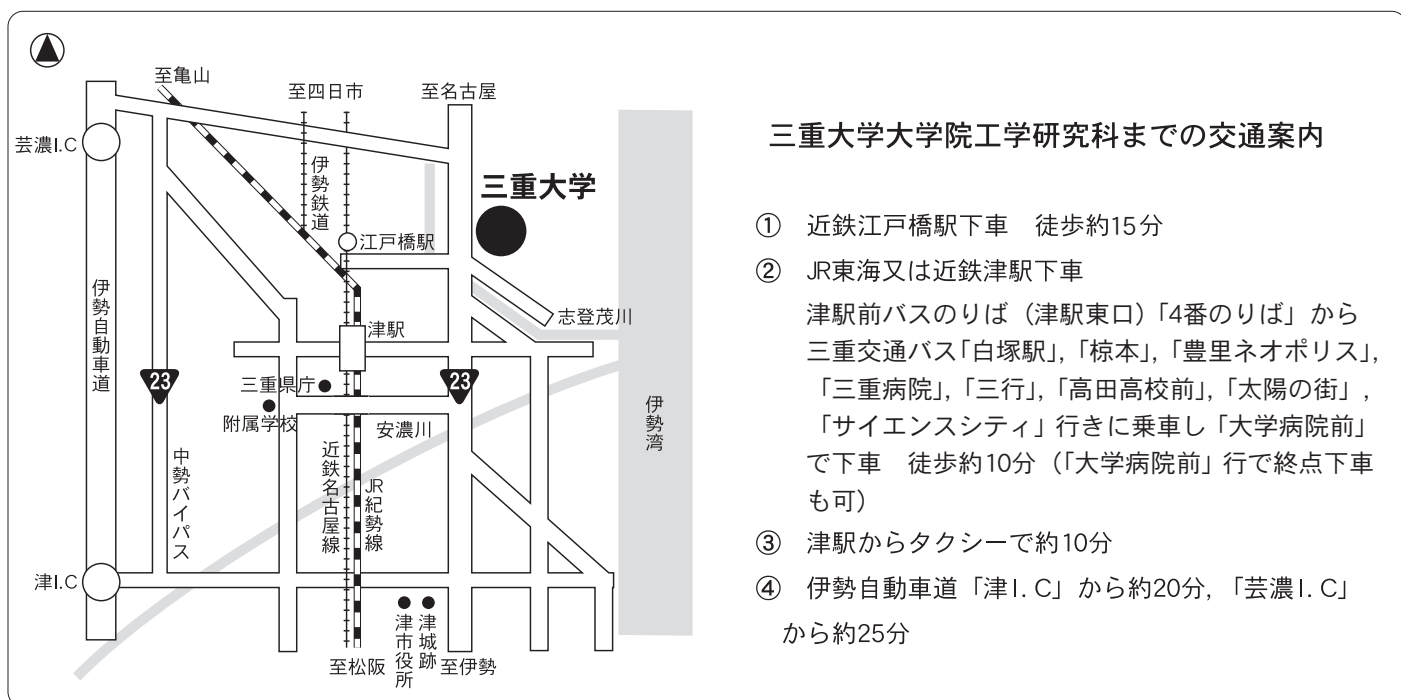 至亀山
至四日市
至名古屋
芸濃I.C
伊勢鉄道
三重大学
江戸橋駅
伊勢自動車道
志登茂川
津駅
23
23
三重県庁
附属学校
安濃川
伊勢湾
中勢バイパス
近鉄名古屋線
JR紀勢線
津I.C
津市役所
津城跡
至松阪
至伊勢
三重大学大学院工学研究科までの交通案内
① 近鉄江戸橋駅下車 徒歩約15分
② JR東海又は近鉄津駅下車
津駅前バスのりば（津駅東口）「4番のりば」から
三重交通バス「白塚駅」，「椋本」，「豊里ネオポリス」，
「三重病院」，「三行」，「高田高校前」，「太陽の街」，
「サイエンスシティ」行きに乗車し「大学病院前」
で下車 徒歩約10分（「大学病院前」行で終点下車
も可）
③ 津駅からタクシーで約10分
④ 伊勢自動車道「津I.C」から約20分，「芸濃I.C」
から約25分